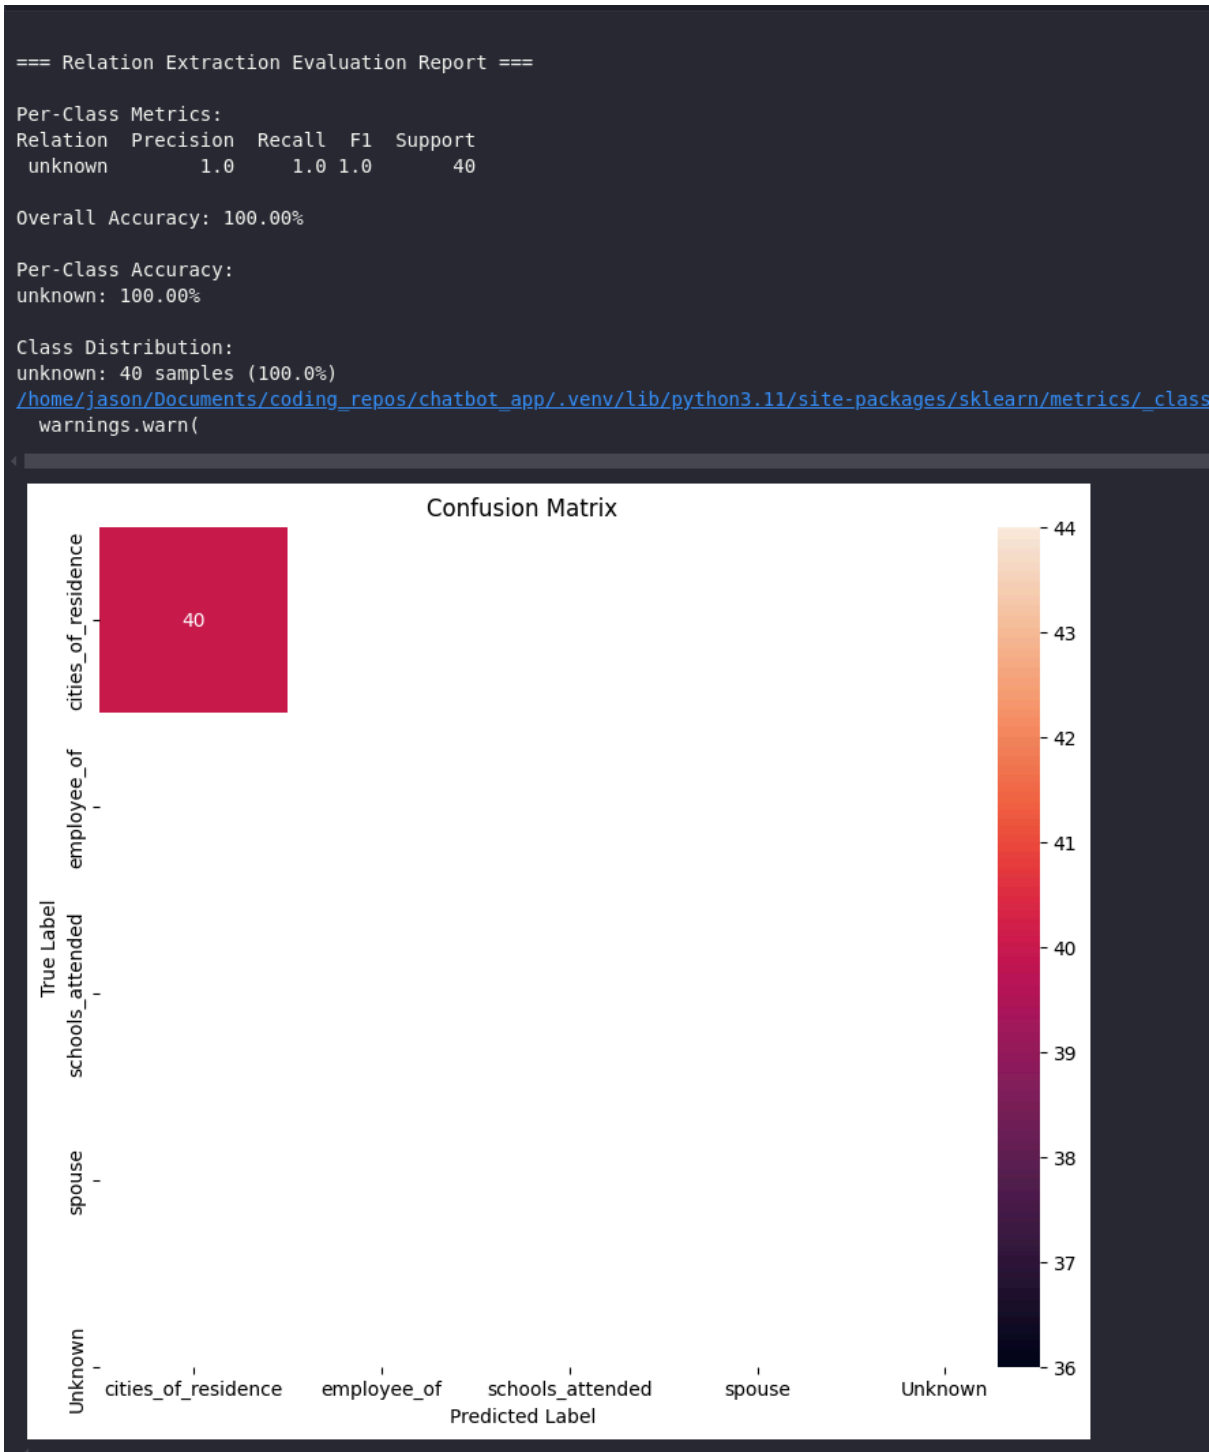 === Relation Extraction Evaluation Report ===
Per-Class Metrics:
Relation  Precision  Recall  F1  Support
unknown        1.0     1.0 1.0       40
Overall Accuracy: 100.00%
Per-Class Accuracy:
unknown: 100.00%
Class Distribution:
unknown: 40 samples (100.0%)
/home/jason/Documents/coding_repos/chatbot_app/.venv/lib/python3.11/site-packages/sklearn/metrics/_class
warnings.warn(
Confusion Matrix
True Label
cities_of_residence
employee_of
schools_attended
spouse
Unknown
40
44
43
42
41
40
39
38
37
36
cities_of_residence employee_of schools_attended spouse Unknown
Predicted Label